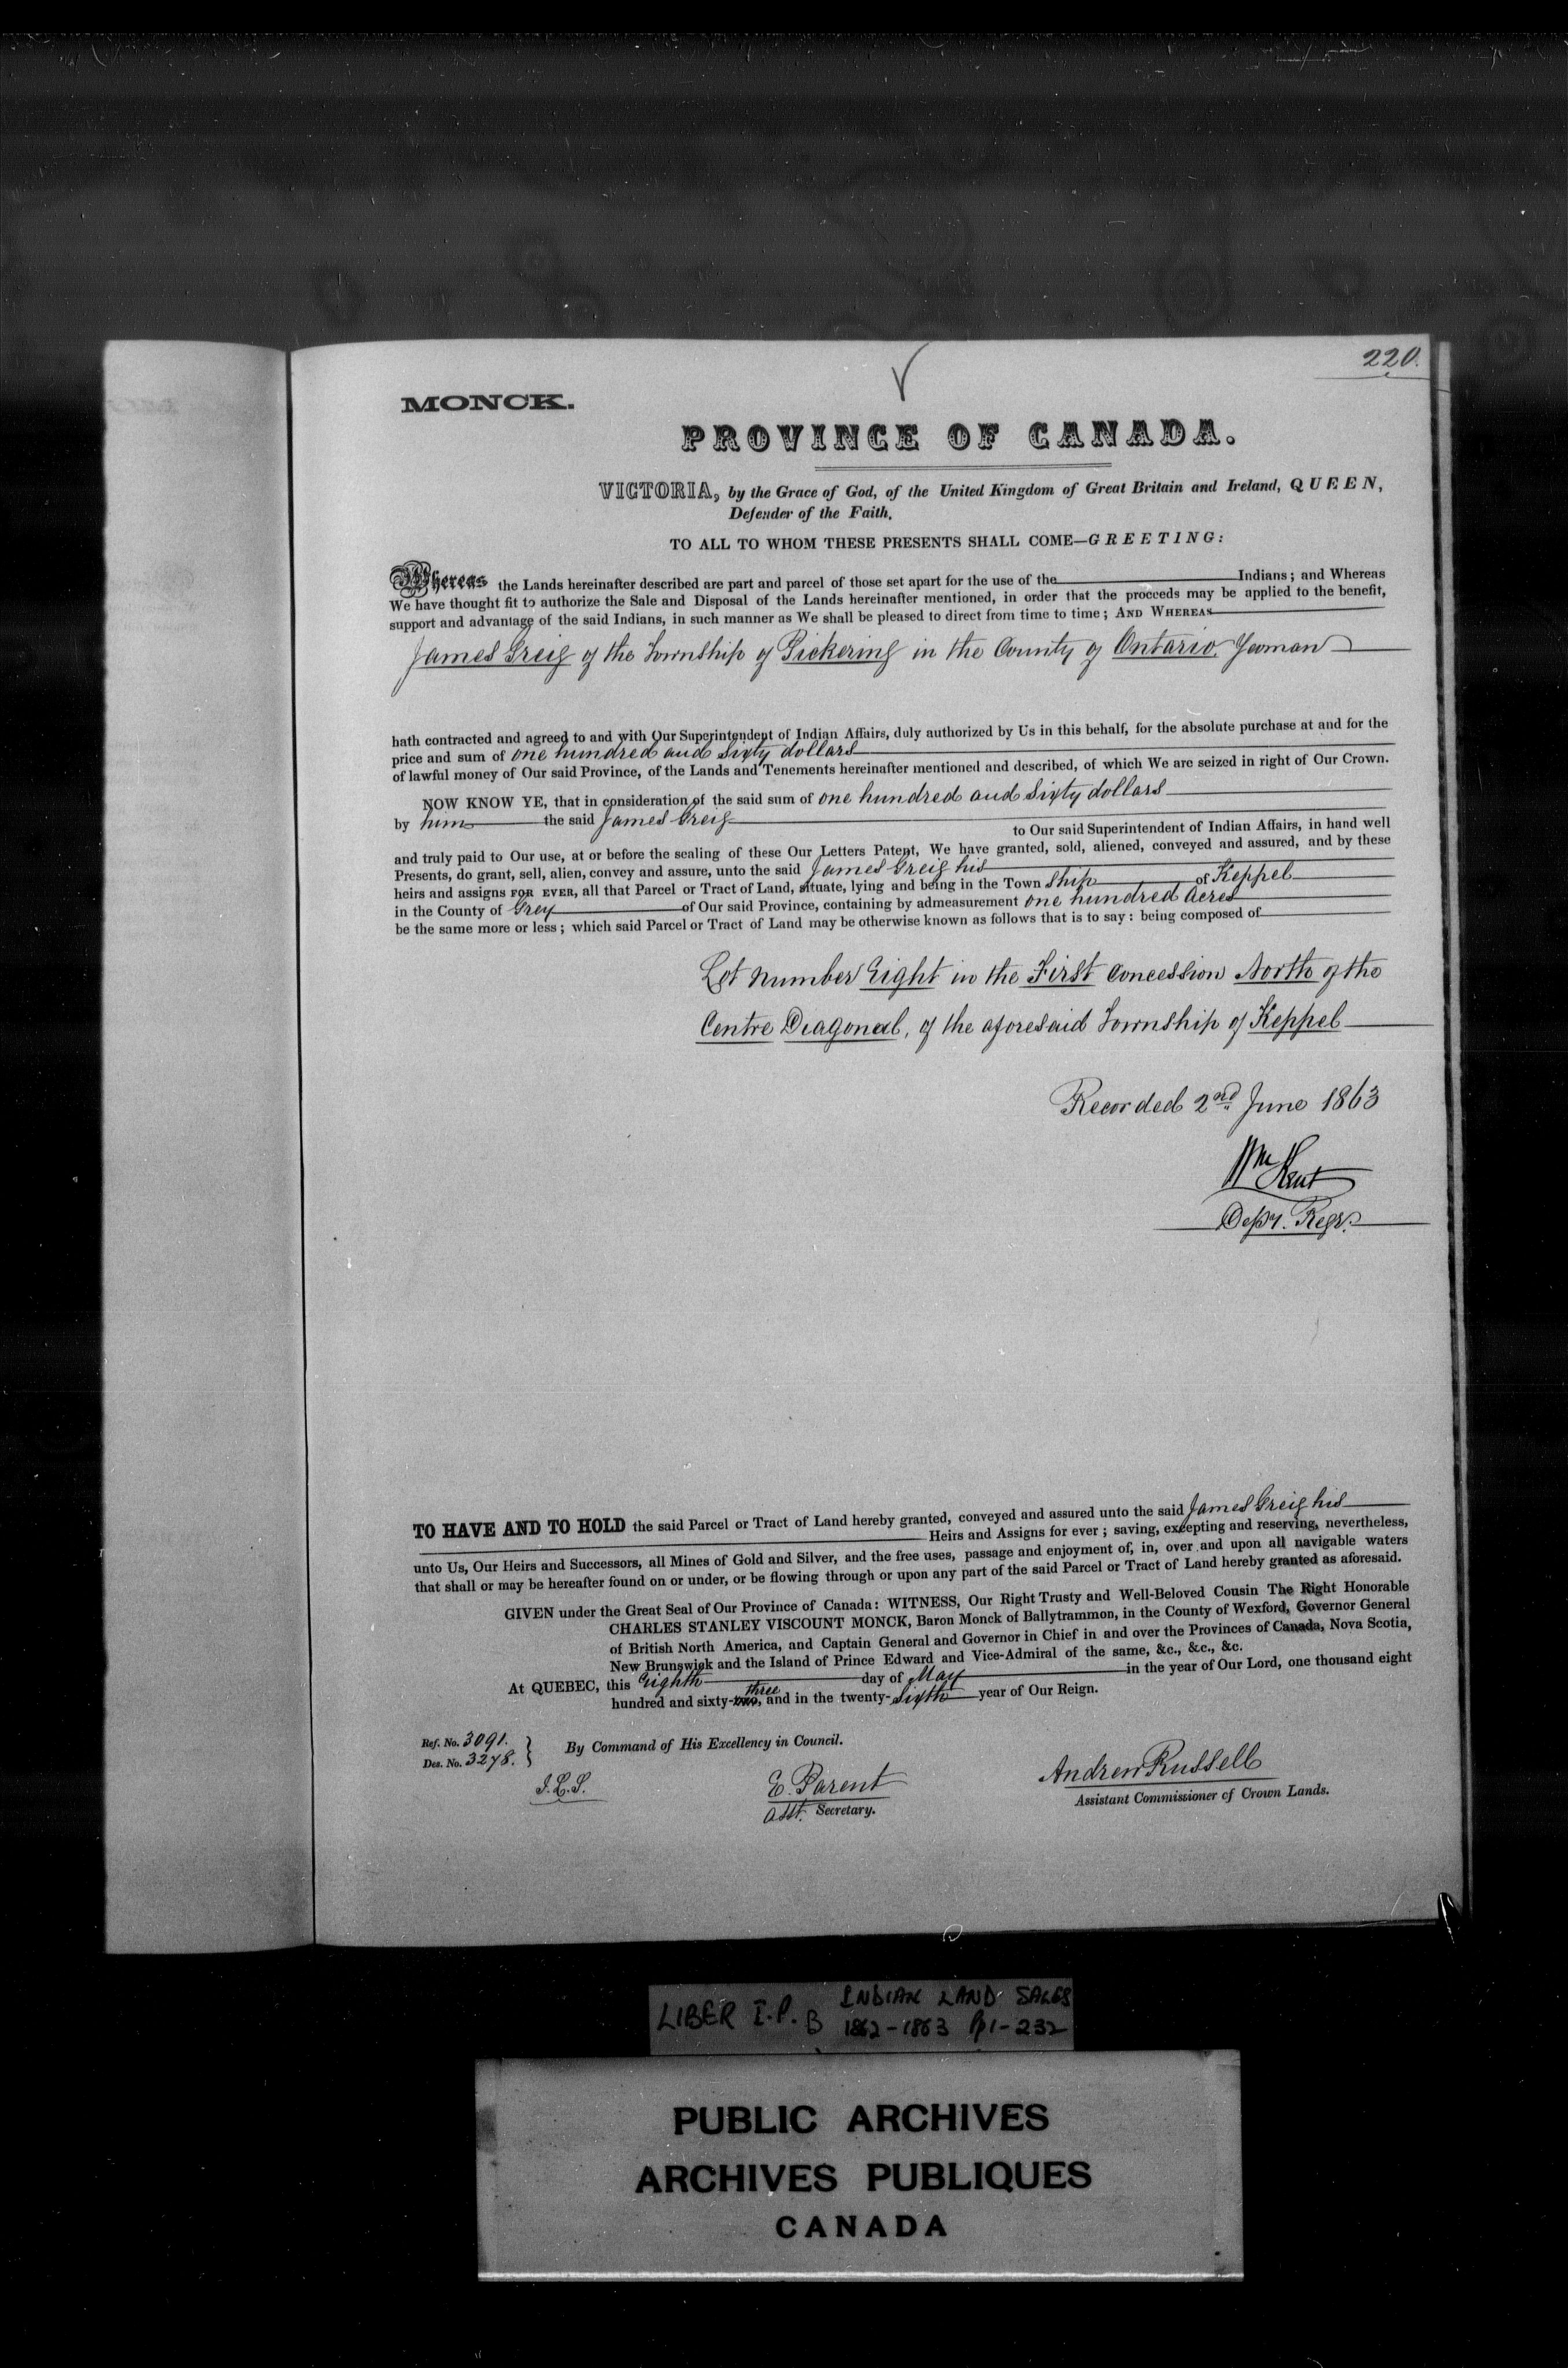 220.
MONCK.
PROVINCE OF CANADA.
VICTORIA, by the Grace of God, of the United Kingdom of Great Britain and Ireland, QUEEN,
Defender of the Faith.
TO ALL TO WHOM THESE PRESENTS SHALL COME—GREETING:
Whereas the Lands hereinafter described are part and parcel of those set apart for the use of the Indians; and Whereas
We have thought fit to authorize the Sale and Disposal of the Lands hereinafter mentioned, in order that the proceeds may be applied to the benefit,
support and advantage of the said Indians, in such manner as We shall be pleased to direct from time to time; AND WHEREAS
James Greig of the Township of Pickering in the County of Ontario, Yeoman
hath contracted and agreed to and with Our Superintendent of Indian Affairs, duly authorized by Us in this behalf, for the absolute purchase at and for the
price and sum of one hundred and sixty dollars
of lawful money of Our said Province, of the Lands and Tenements hereinafter mentioned and described, of which We are seized in right of Our Crown.
NOW KNOW YE, that in consideration of the said sum of one hundred and sixty dollars
by him the said James Greig to Our said Superintendent of Indian Affairs, in hand well
and truly paid to Our use, at or before the sealing of these Our Letters Patent, We have granted, sold, aliened, conveyed and assured, and by these
Presents, do grant, sell, alien, convey and assure, unto the said James Greig his
heirs and assigns FOR EVER, all that Parcel or Tract of Land, situate, lying and being in the Town ship of Keppel
in the County of Grey of Our said Province, containing by admeasurement one hundred Acres
be the same more or less; which said Parcel or Tract of Land may be otherwise known as follows that is to say: being composed of
Lot number Eight in the First Concession North of the
Centre Diagonal, of the aforesaid Township of Keppel
Recorded 2nd June 1863
Wm Kent
Depy. Regr.
TO HAVE AND TO HOLD the said Parcel or Tract of Land hereby granted, conveyed and assured unto the said James Greig his
Heirs and Assigns for ever; saving, excepting and reserving, nevertheless,
unto Us, Our Heirs and Successors, all Mines of Gold and Silver, and the free uses, passage and enjoyment of, in, over and upon all navigable waters
that shall or may be hereafter found on or under, or be flowing through or upon any part of the said Parcel or Tract of Land hereby granted as aforesaid.
GIVEN under the Great Seal of Our Province of Canada: WITNESS, Our Right Trusty and Well-Beloved Cousin The Right Honorable
CHARLES STANLEY VISCOUNT MONCK, Baron Monck of Ballytrammon, in the County of Wexford, Governor General
of British North America, and Captain General and Governor in Chief in and over the Provinces of Canada, Nova Scotia,
New Brunswick and the Island of Prince Edward and Vice-Admiral of the same, &c., &c., &c.
At QUEBEC, this Eighth day of May in the year of Our Lord, one thousand eight
hundred and sixty-two, three and in the twenty-sixth year of Our Reign.
Ref. No. 3091.
Des. No. 3278.
By Command of His Excellency in Council.
I.L.S.
E. Parent
Asst. Secretary.
Andrew Russell
Assistant Commissioner of Crown Lands.
LIBER I.P. B INDIAN LAND SALES
1862-1863 Pp 1-232
PUBLIC ARCHIVES
ARCHIVES PUBLIQUES
CANADA